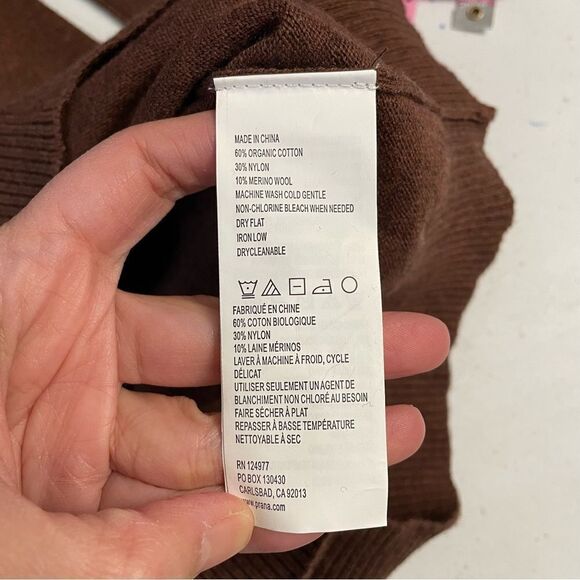 MADE IN CHINA
60% ORGANIC COTTON
30% NYLON
10% MERINO WOOL
MACHINE WASH COLD GENTLE
NON-CHLORINE BLEACH WHEN NEEDED
DRY FLAT
IRON LOW
DRYCLEANABLE
FABRIQUÉ EN CHINE
60% COTON BIOLOGIQUE
30% NYLON
10% LAINE MÉRINOS
LAVER À MACHINE À FROID, CYCLE
DÉLICAT
UTILISER SEULEMENT UN AGENT DE
BLANCHIMENT NON CHLORÉ AU BESOIN
FAIRE SÉCHER À PLAT
REPASSER À BASSE TEMPÉRATURE
NETTOYABLE À SEC
RN 124977
PO BOX 130430
CARLSBAD, CA 92013
www.prana.com